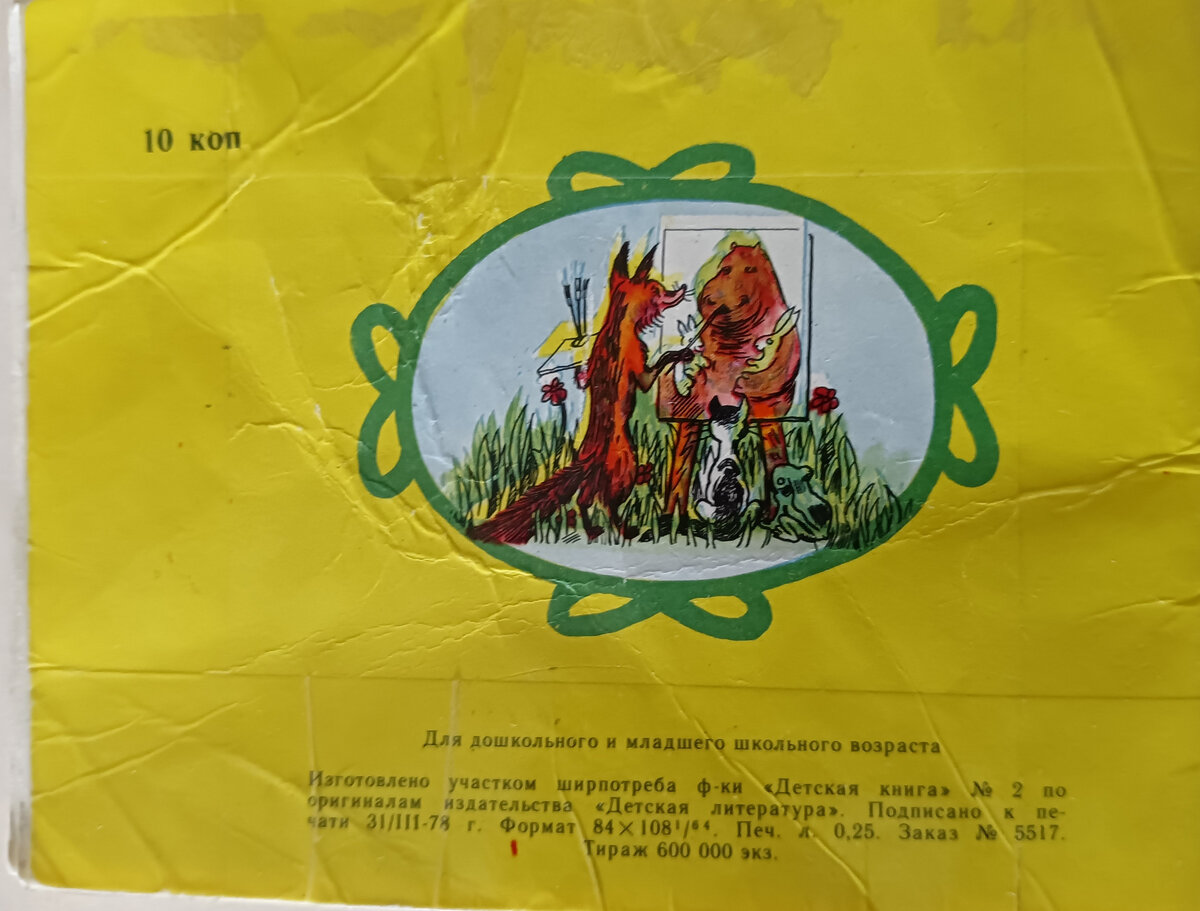 10 коп
Для дошкольного и младшего школьного возраста
Изготовлено участком ширпотреба ф-ки «Детская книга» № 2 по
оригиналам издательства «Детская литература». Подписано к пе-
чати 31/III-78 г. Формат 84×108¹/⁶⁴. Печ. л. 0,25. Заказ № 5517.
Тираж 600 000 экз.